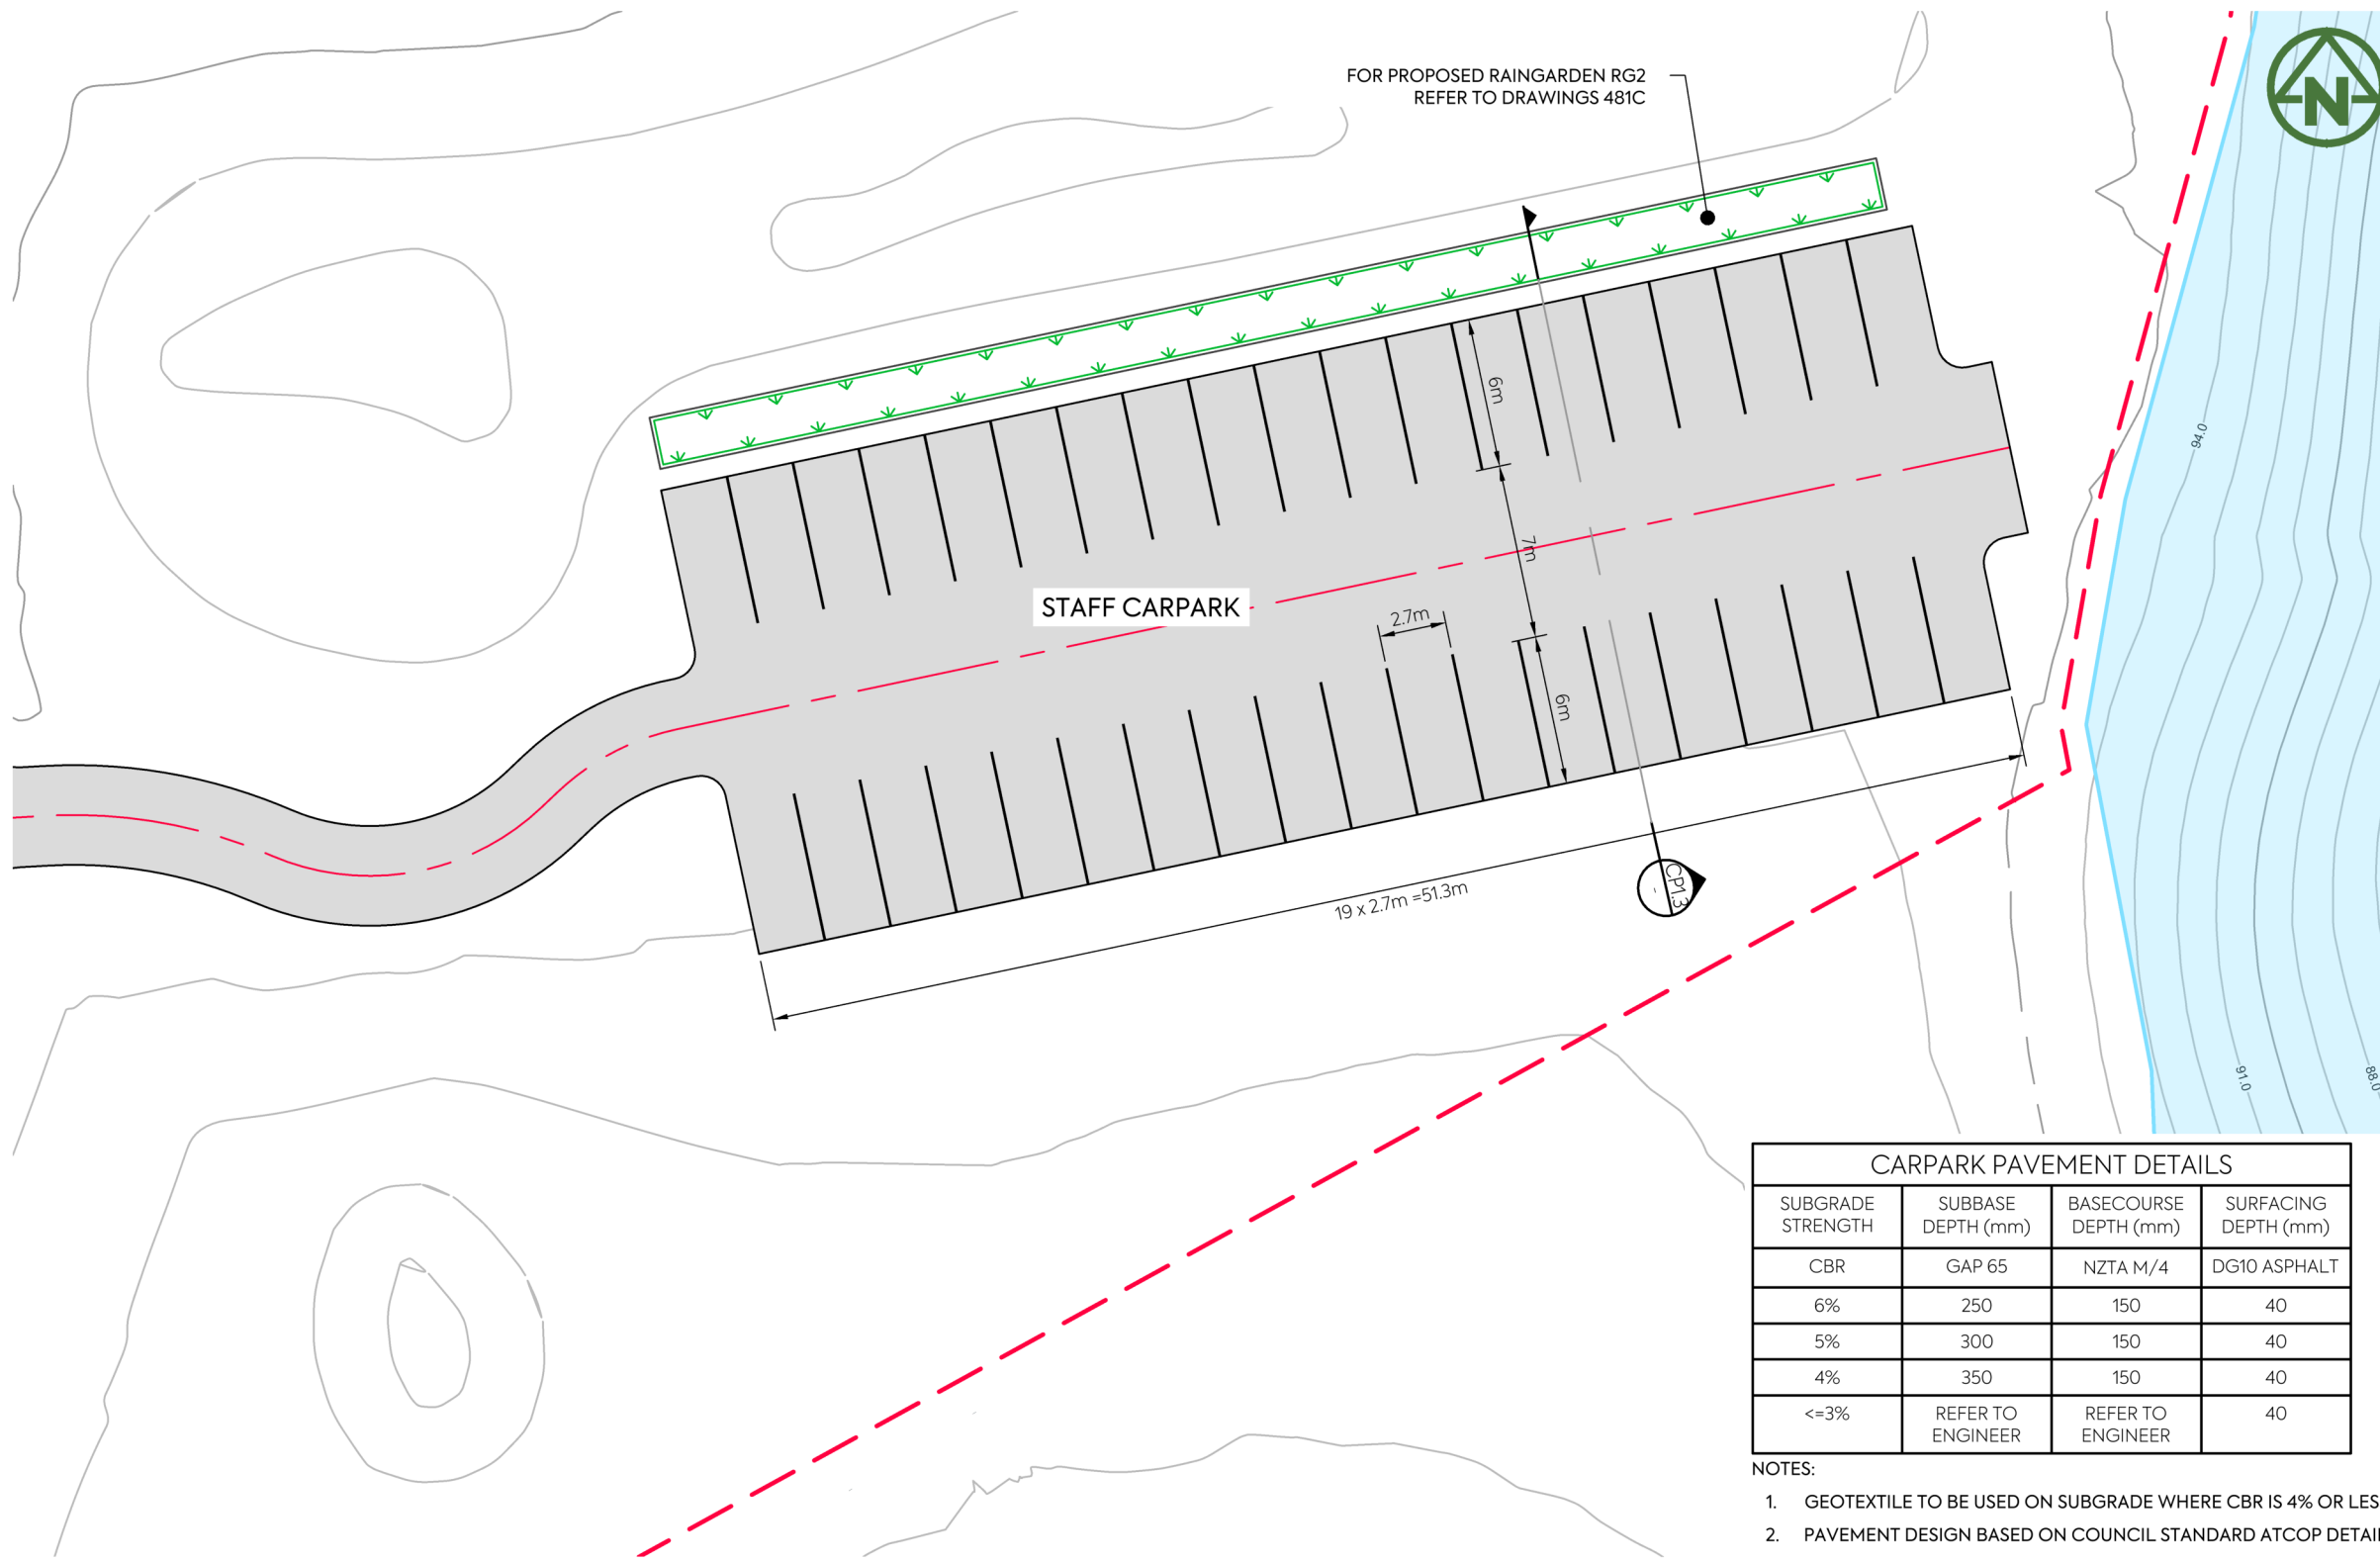 FOR PROPOSED RAINGARDEN RG2
REFER TO DRAWINGS 481C
N
6m
94.0
7m
STAFF CARPARK
2.7m
6m
CP1.3
-
19 x 2.7m =51.3m
91.0
88.0
CARPARK PAVEMENT DETAILS
SUBGRADE STRENGTH SUBBASE DEPTH (mm) BASECOURSE DEPTH (mm) SURFACING DEPTH (mm)
CBR GAP 65 NZTA M/4 DG10 ASPHALT
6% 250 150 40
5% 300 150 40
4% 350 150 40
<=3% REFER TO ENGINEER REFER TO ENGINEER 40
NOTES:
1. GEOTEXTILE TO BE USED ON SUBGRADE WHERE CBR IS 4% OR LES
2. PAVEMENT DESIGN BASED ON COUNCIL STANDARD ATCOP DETAI